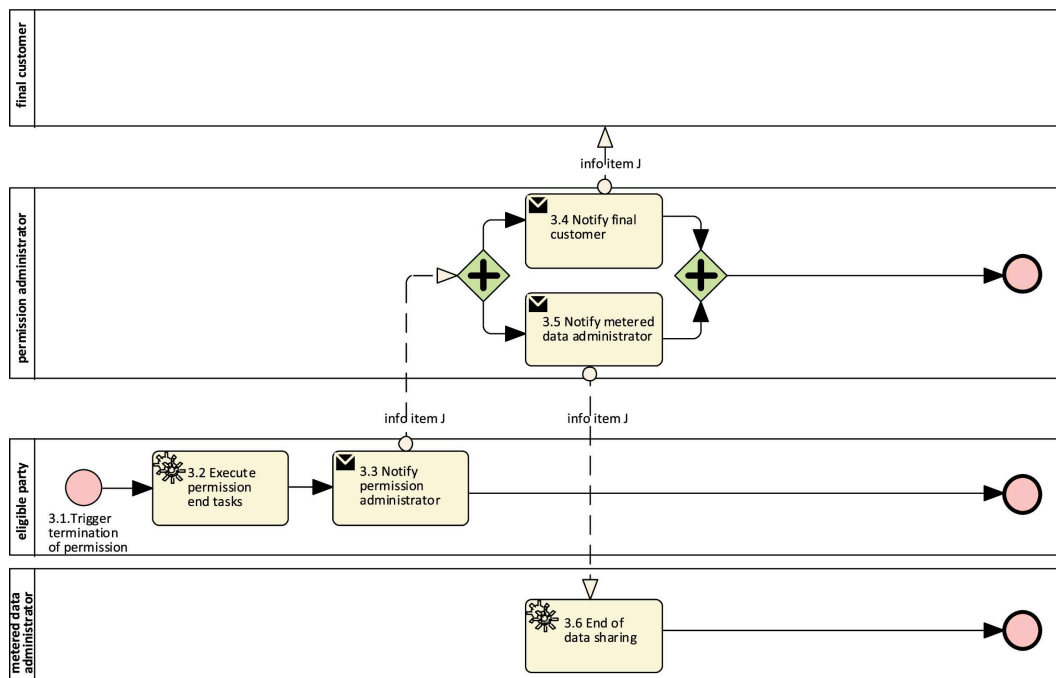 final customer
info item J
permission administrator
3.4 Notify final
customer
3.5 Notify metered
data administrator
info item J
info item J
eligible party
3.1.Trigger
termination
of permission
3.2 Execute
permission
end tasks
3.3 Notify
permission
administrator
metered data
administrator
3.6 End of
data sharing